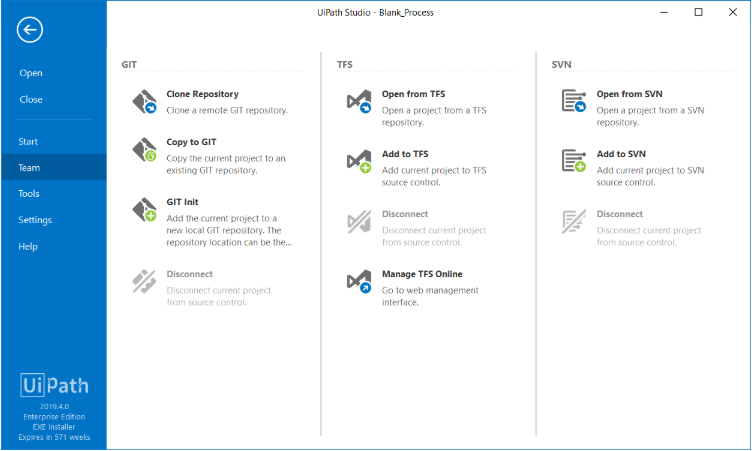 UiPath Studio - Blank_Process
Open
Close
Start
Team
Tools
Settings
Help
UiPath
2019.4.0
Enterprise Edition
EXE Installer
Expires in 571 weeks
GIT
Clone Repository
Clone a remote GIT repository.
Copy to GIT
Copy the current project to an
existing GIT repository.
GIT Init
Add the current project to a
new local GIT repository. The
repository location can be the...
Disconnect
Disconnect current project
from source control.
TFS
Open from TFS
Open a project from a TFS
repository.
Add to TFS
Add current project to TFS
source control.
Disconnect
Disconnect current project
from source control.
Manage TFS Online
Go to web management
interface.
SVN
Open from SVN
Open a project from a SVN
repository.
Add to SVN
Add current project to SVN
source control.
Disconnect
Disconnect current project
from source control.